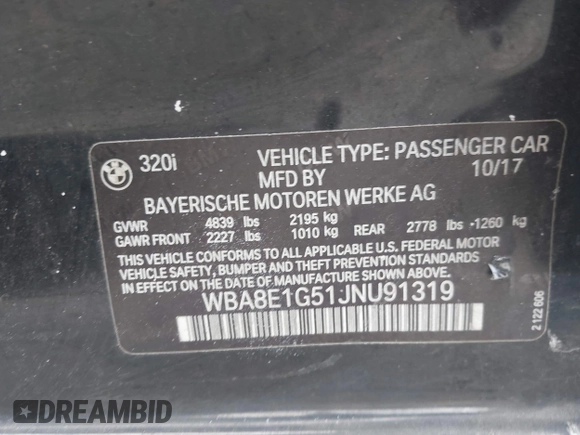 320i VEHICLE TYPE: PASSENGER CAR
MFD BY 10/17
BAYERISCHE MOTOREN WERKE AG
GVWR 4839 lbs 2195 kg
GAWR FRONT 2227 lbs 1010 kg REAR 2778 lbs -1260 kg
THIS VEHICLE CONFORMS TO ALL APPLICABLE U.S. FEDERAL MOTOR
VEHICLE SAFETY, BUMPER, AND THEFT PREVENTION STANDARDS
IN EFFECT ON THE DATE OF MANUFACTURE SHOWN ABOVE.
WBA8E1G51JNU91319
2 122 606
DREAMBID